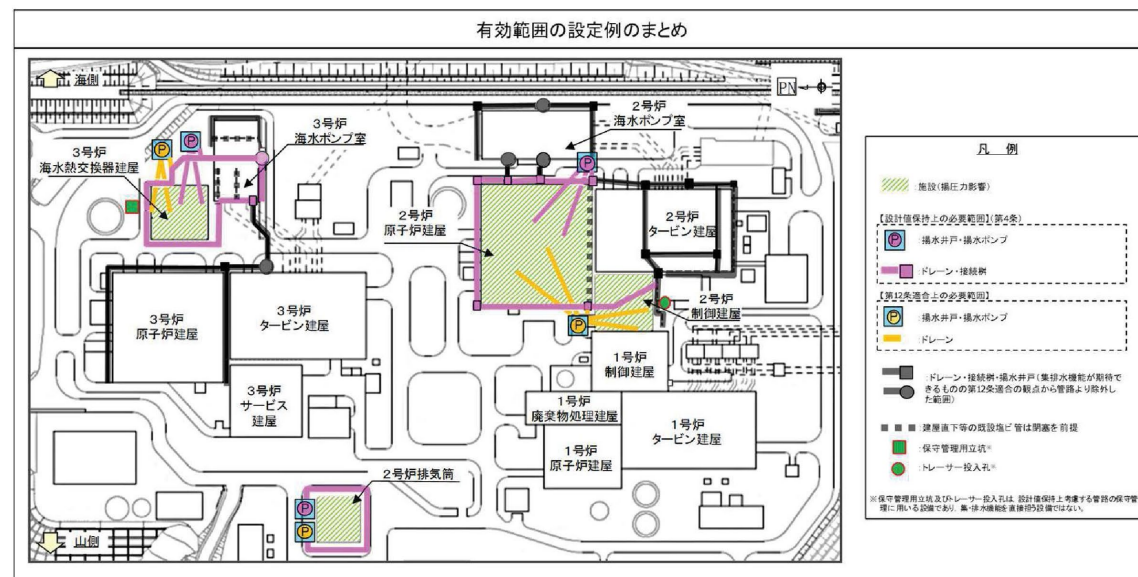 有効範囲の設定例のまとめ
海側
PN
3号炉
海水熱交換器建屋
3号炉
海水ポンプ室
2号炉
海水ポンプ室
2号炉
原子炉建屋
2号炉
タービン建屋
2号炉
制御建屋
3号炉
原子炉建屋
3号炉
タービン建屋
3号炉
サービス
建屋
1号炉
制御建屋
1号炉
廃棄物処理建屋
1号炉
原子炉建屋
1号炉
タービン建屋
2号炉排気筒
山側
P
P
P
P
P
P
凡 例
:施設(揚圧力影響)
【設計値保持上の必要範囲】(第4条)
P :揚水井戸・揚水ポンプ
:ドレーン・接続桝
【第12条適合上の必要範囲】
P :揚水井戸・揚水ポンプ
:ドレーン
:ドレーン・接続桝・揚水井戸(集排水機能が期待で
きるものの第12条適合の観点から管路より除外し
た範囲)
:建屋直下等の既設塩ビ管は閉塞を前提
:保守管理用立坑※
:トレーサー投入孔※
※保守管理用立坑及びトレーサー投入孔は、設計値保持上考慮する管路の保守管
理に用いる設備であり、集・排水機能を直接担う設備ではない。